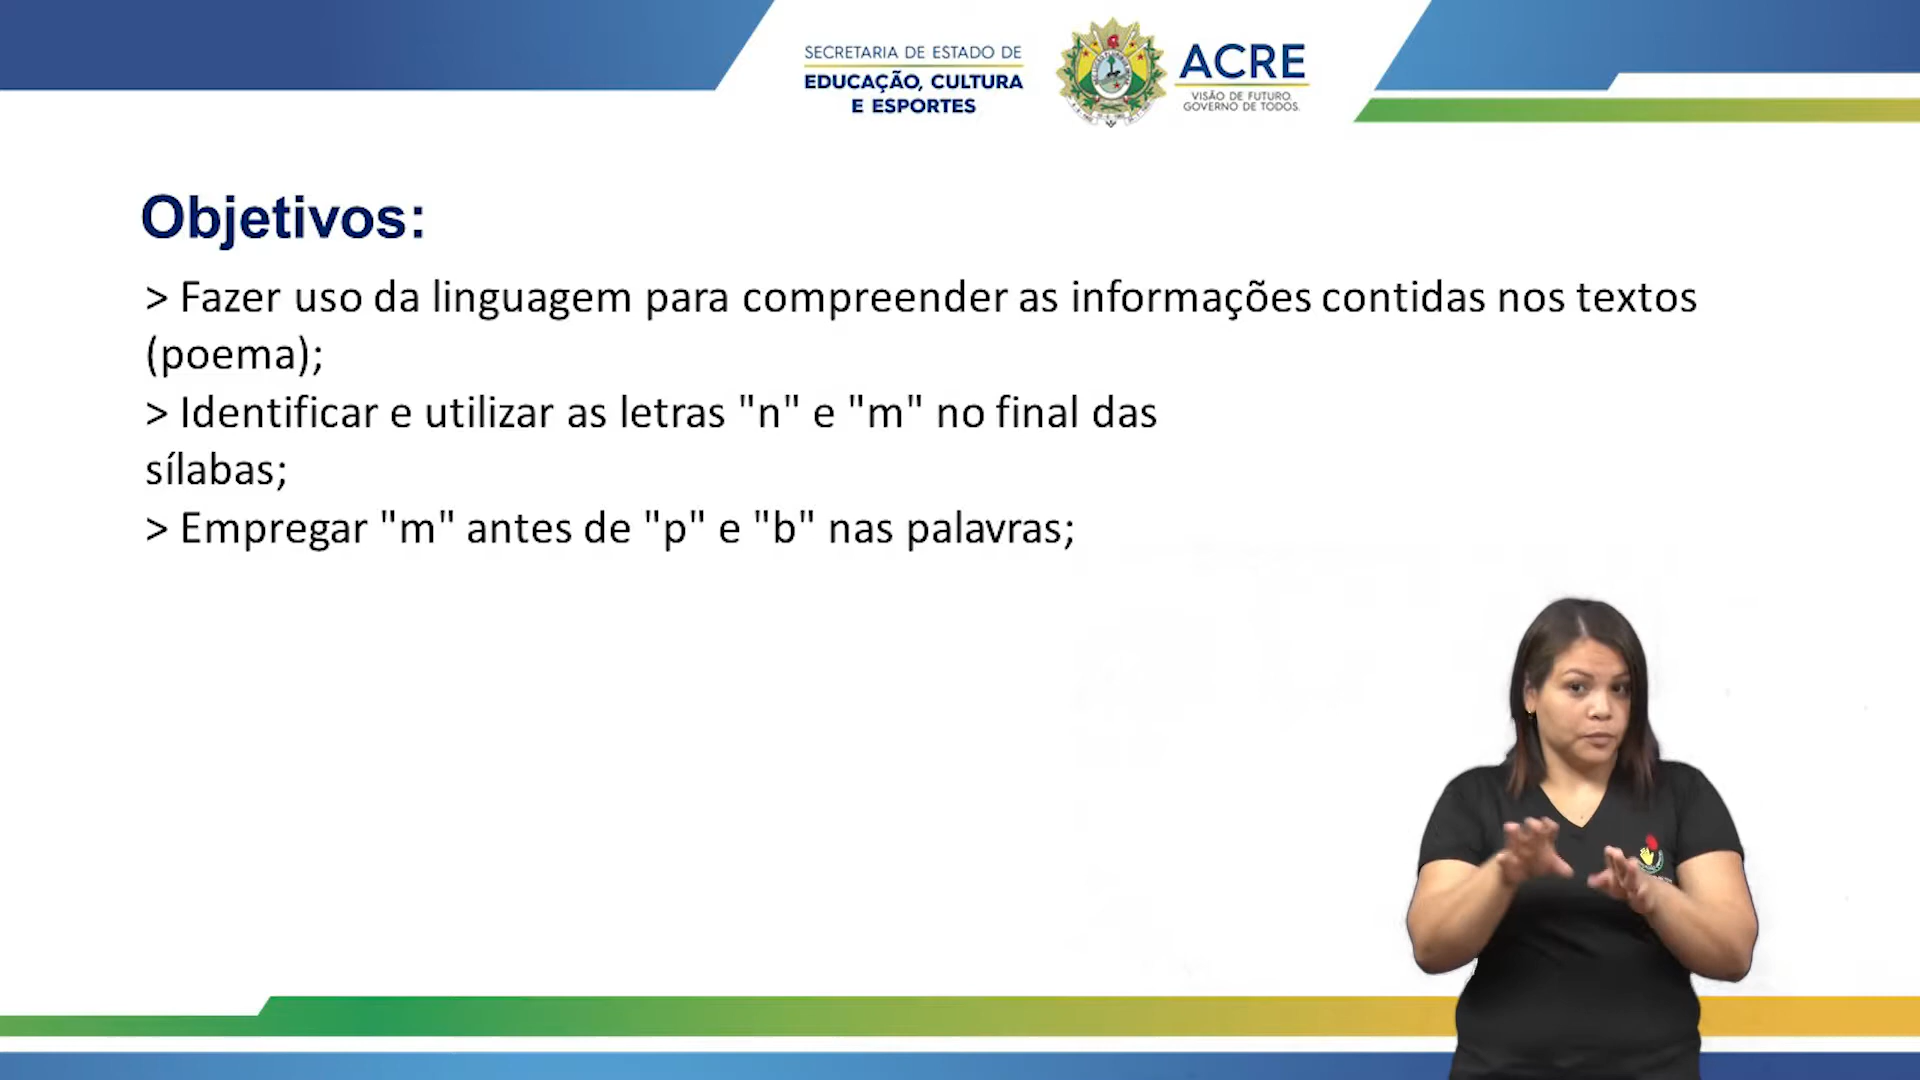 SECRETARIA DE ESTADO DE
EDUCAÇÃO, CULTURA
E ESPORTES
ACRE
VISÃO DE FUTURO.
GOVERNO DE TODOS.
Objetivos:
> Fazer uso da linguagem para compreender as informações contidas nos textos
(poema);
> Identificar e utilizar as letras "n" e "m" no final das
sílabas;
> Empregar "m" antes de "p" e "b" nas palavras;